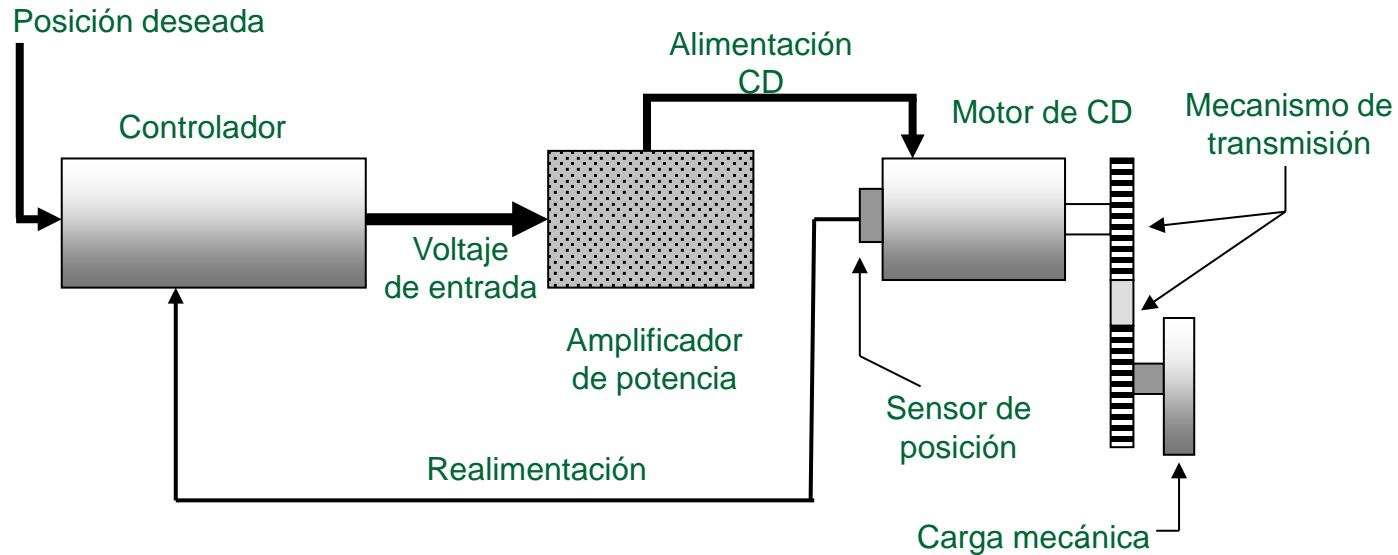 Posición deseada
Controlador
Voltaje
de entrada
Alimentación
CD
Amplificador
de potencia
Motor de CD
Mecanismo de
transmisión
Sensor de
posición
Realimentación
Carga mecánica